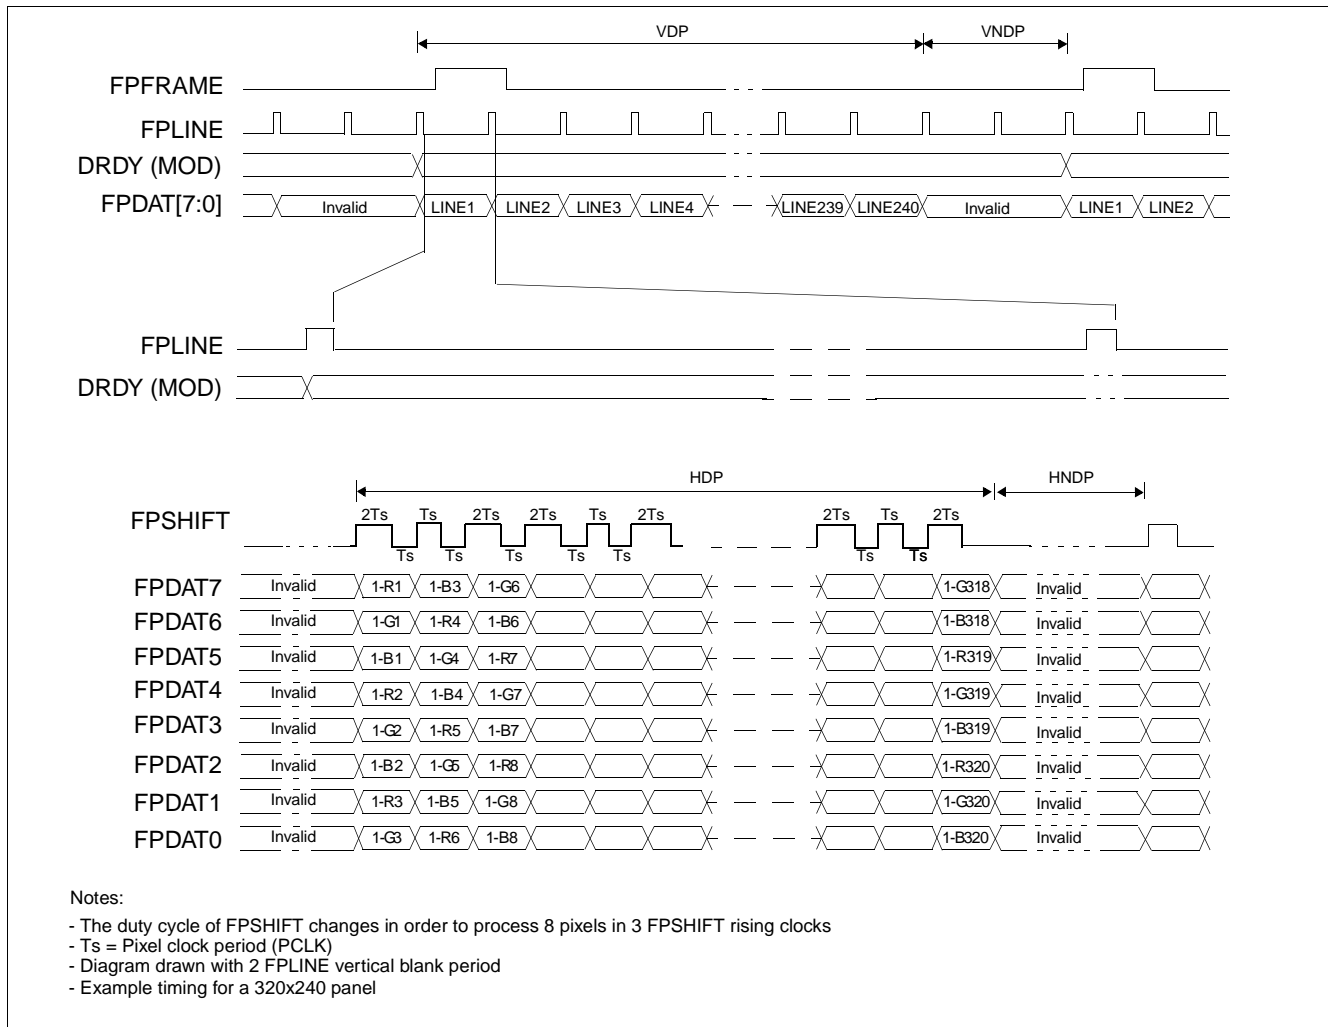 VDP VNDP
FPFRAME
FPLINE
DRDY (MOD)
FPDAT[7:0] Invalid LINE1 LINE2 LINE3 LINE4 LINE239 LINE240 Invalid LINE1 LINE2
FPLINE
DRDY (MOD)
HDP HNDP
FPSHIFT 2Ts Ts 2Ts 2Ts Ts 2Ts 2Ts Ts 2Ts
Ts Ts Ts Ts Ts Ts Ts
FPDAT7 Invalid 1-R1 1-B3 1-G6 1-G318 Invalid
FPDAT6 Invalid 1-G1 1-R4 1-B6 1-B318 Invalid
FPDAT5 Invalid 1-B1 1-G4 1-R7 1-R319 Invalid
FPDAT4 Invalid 1-R2 1-B4 1-G7 1-G319 Invalid
FPDAT3 Invalid 1-G2 1-R5 1-B7 1-B319 Invalid
FPDAT2 Invalid 1-B2 1-G5 1-R8 1-R320 Invalid
FPDAT1 Invalid 1-R3 1-B5 1-G8 1-G320 Invalid
FPDAT0 Invalid 1-G3 1-R6 1-B8 1-B320 Invalid
Notes:
- The duty cycle of FPSHIFT changes in order to process 8 pixels in 3 FPSHIFT rising clocks
- Ts = Pixel clock period (PCLK)
- Diagram drawn with 2 FPLINE vertical blank period
- Example timing for a 320x240 panel